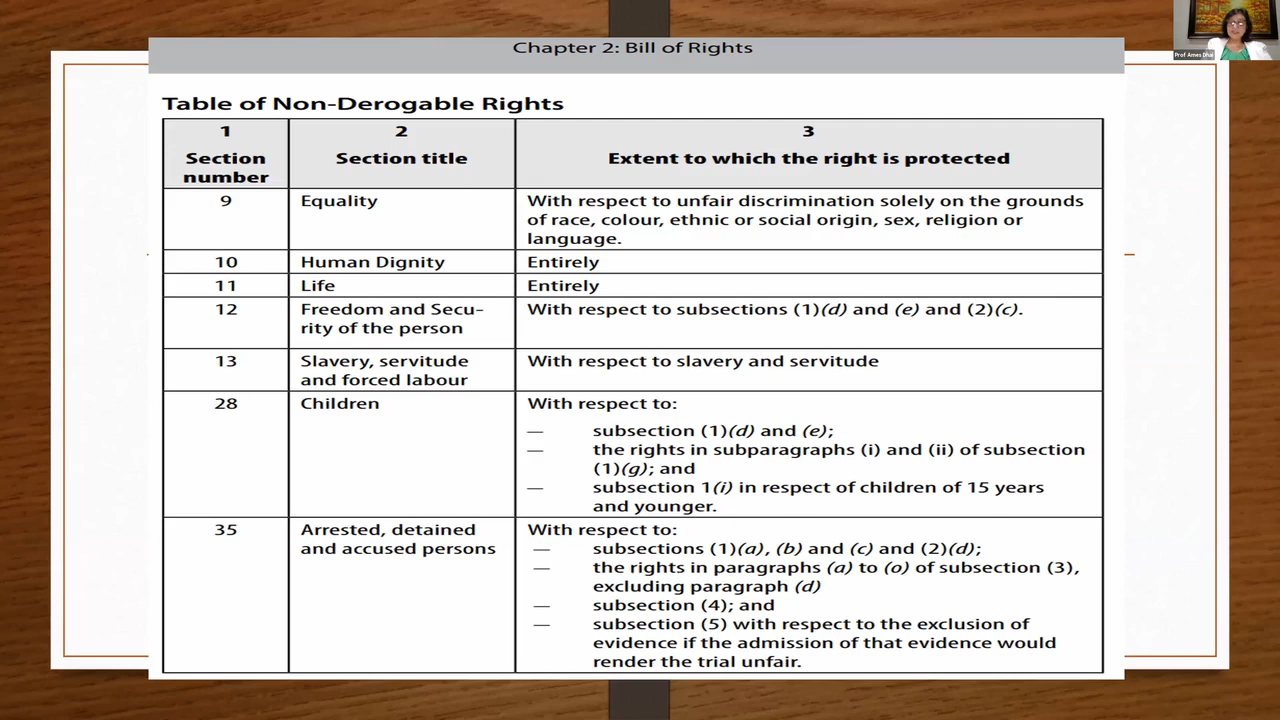 Chapter 2: Bill of Rights
Prof Ames Dhai
Table of Non-Derogable Rights
1
2
3
Section
number
Section title
Extent to which the right is protected
9
Equality
With respect to unfair discrimination solely on the grounds
of race, colour, ethnic or social origin, sex, religion or
language.
10
Human Dignity
Entirely
11
Life
Entirely
12
Freedom and Secu-
rity of the person
With respect to subsections (1)(d) and (e) and (2)(c).
13
Slavery, servitude
and forced labour
With respect to slavery and servitude
28
Children
With respect to:
— subsection (1)(d) and (e);
— the rights in subparagraphs (i) and (ii) of subsection
(1)(g); and
— subsection 1(i) in respect of children of 15 years
and younger.
35
Arrested, detained
and accused persons
With respect to:
— subsections (1)(a), (b) and (c) and (2)(d);
— the rights in paragraphs (a) to (o) of subsection (3),
excluding paragraph (d)
— subsection (4); and
— subsection (5) with respect to the exclusion of
evidence if the admission of that evidence would
render the trial unfair.